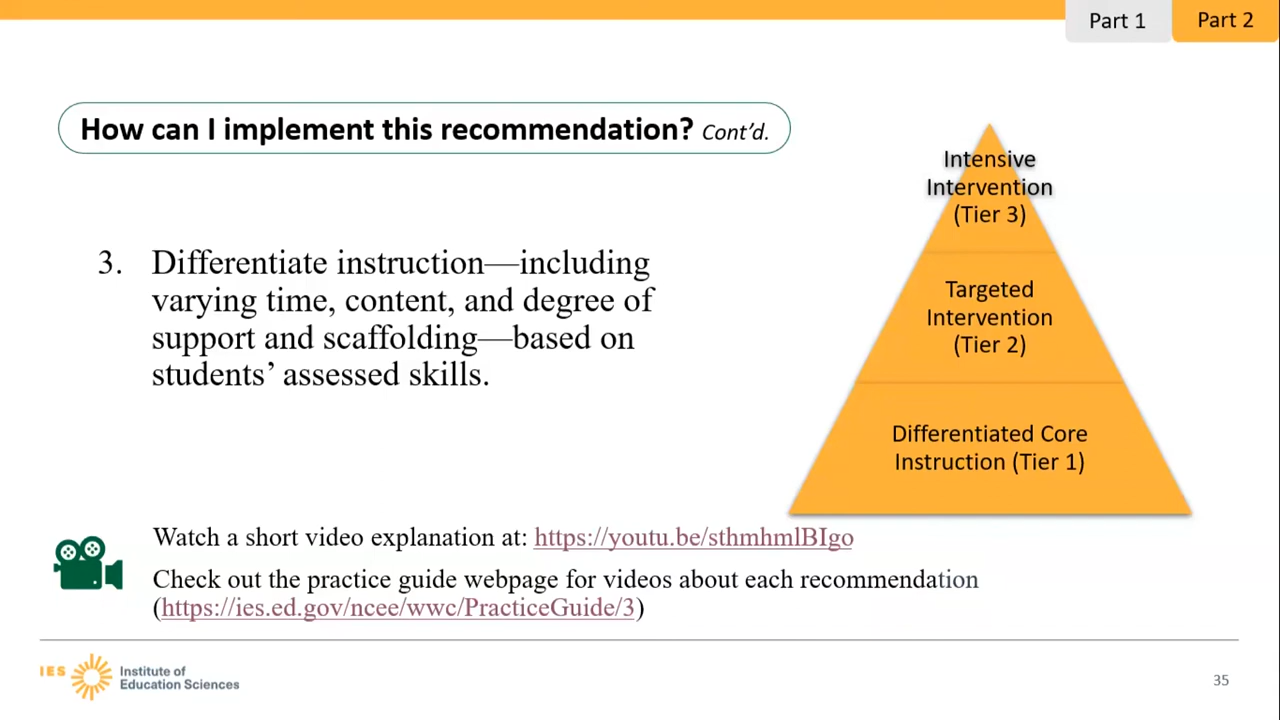 Part 1
Part 2
How can I implement this recommendation? Cont’d.
3. Differentiate instruction—including
varying time, content, and degree of
support and scaffolding—based on
students’ assessed skills.
Intensive
Intervention
(Tier 3)
Targeted
Intervention
(Tier 2)
Differentiated Core
Instruction (Tier 1)
Watch a short video explanation at: https://youtu.be/sthmhmlBIgo
Check out the practice guide webpage for videos about each recommendation
(https://ies.ed.gov/ncee/wwc/PracticeGuide/3)
IES
Institute of
Education Sciences
35